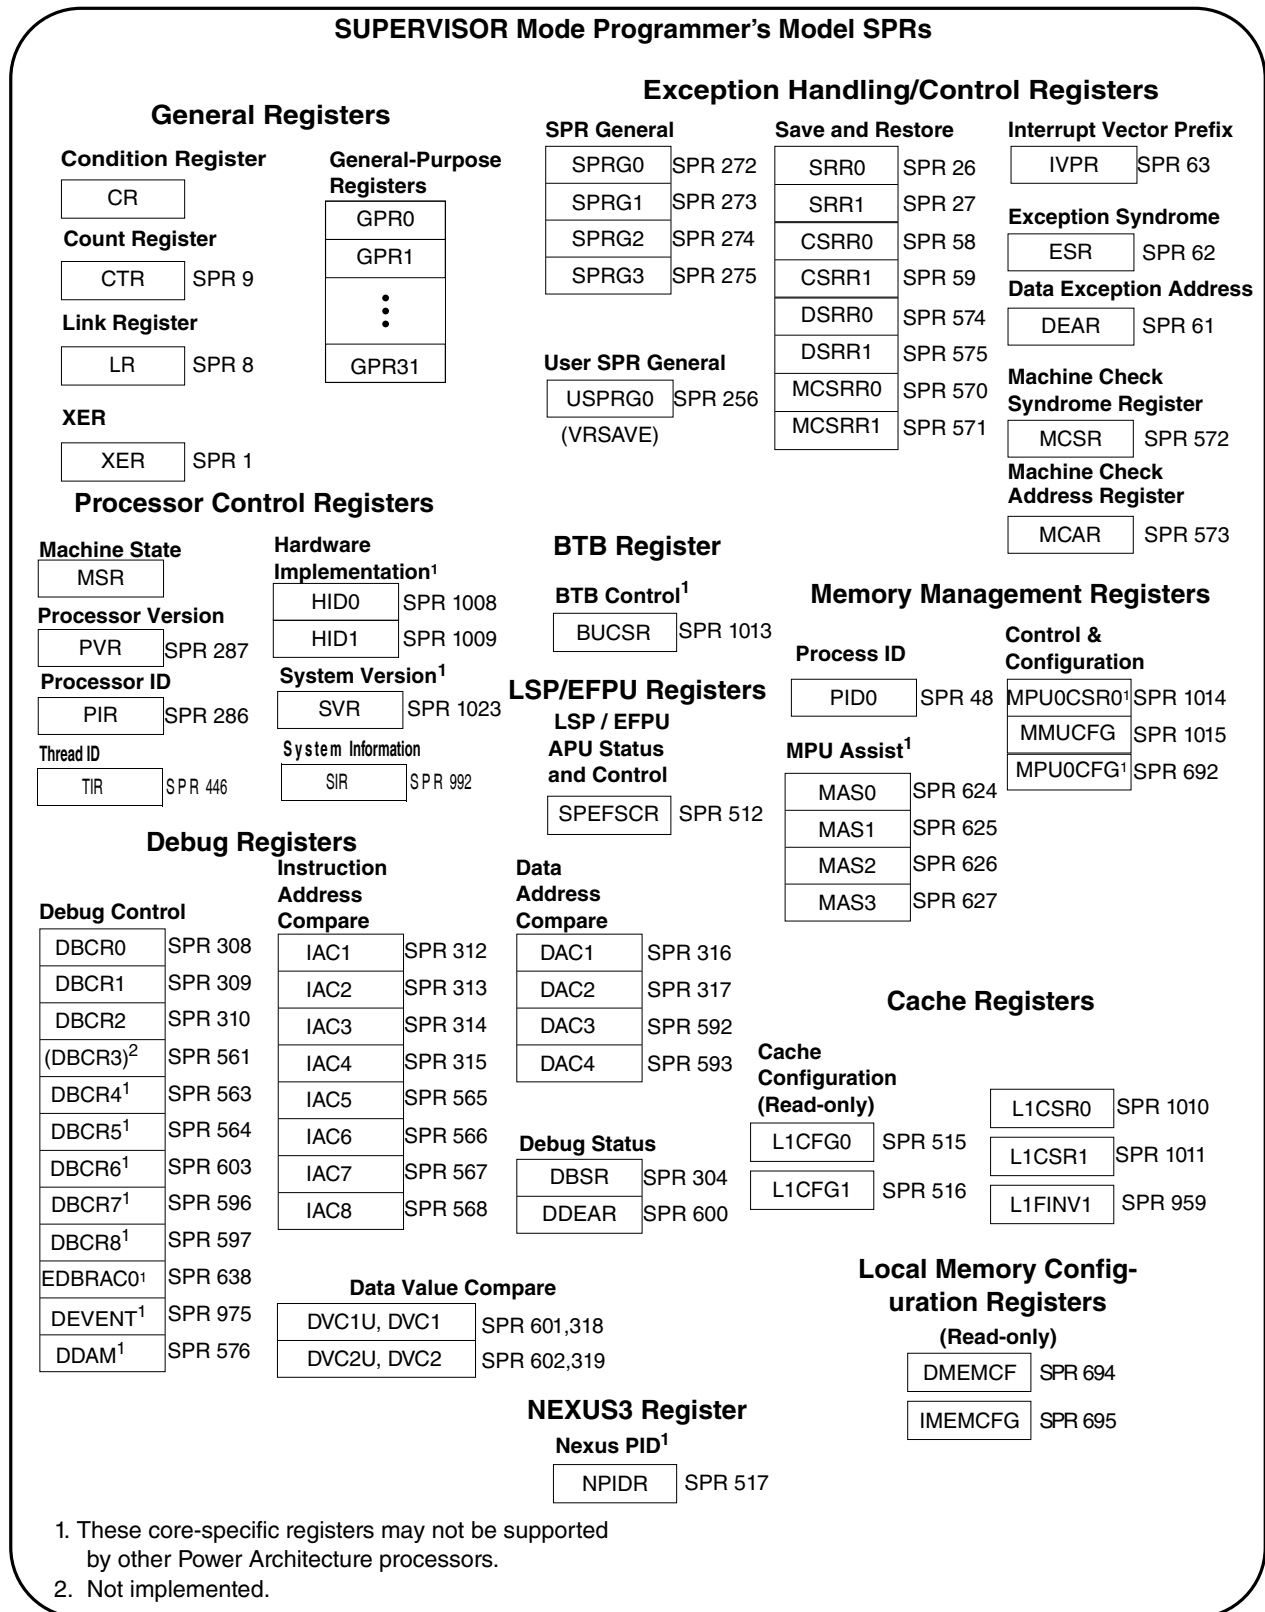 SUPERVISOR Mode Programmer's Model SPRs
General Registers
Condition Register
CR
Count Register
CTR SPR 9
Link Register
LR SPR 8
XER
XER SPR 1
General-Purpose
Registers
GPR0
GPR1
GPR31
Exception Handling/Control Registers
SPR General
SPRG0 SPR 272
SPRG1 SPR 273
SPRG2 SPR 274
SPRG3 SPR 275
User SPR General
USPRG0 SPR 256
(VRSAVE)
Save and Restore
SRR0 SPR 26
SRR1 SPR 27
CSRR0 SPR 58
CSRR1 SPR 59
DSRR0 SPR 574
DSRR1 SPR 575
MCSRR0 SPR 570
MCSRR1 SPR 571
Interrupt Vector Prefix
IVPR SPR 63
Exception Syndrome
ESR SPR 62
Data Exception Address
DEAR SPR 61
Machine Check
Syndrome Register
MCSR SPR 572
Machine Check
Address Register
MCAR SPR 573
Processor Control Registers
Machine State
MSR
Processor Version
PVR SPR 287
Processor ID
PIR SPR 286
Thread ID
TIR SPR 446
Hardware
Implementation1
HID0 SPR 1008
HID1 SPR 1009
System Version1
SVR SPR 1023
System Information
SIR SPR 992
BTB Register
BTB Control1
BUCSR SPR 1013
LSP/EFPU Registers
LSP / EFPU
APU Status
and Control
SPEFSCR SPR 512
Memory Management Registers
Process ID
PID0 SPR 48
MPU Assist1
MAS0 SPR 624
MAS1 SPR 625
MAS2 SPR 626
MAS3 SPR 627
Control &
Configuration
MPU0CSR01 SPR 1014
MMUCFG SPR 1015
MPU0CFG1 SPR 692
Debug Registers
Debug Control
DBCR0 SPR 308
DBCR1 SPR 309
DBCR2 SPR 310
(DBCR3)2 SPR 561
DBCR41 SPR 563
DBCR51 SPR 564
DBCR61 SPR 603
DBCR71 SPR 596
DBCR81 SPR 597
EDBRAC01 SPR 638
DEVENT1 SPR 975
DDAM1 SPR 576
Instruction
Address
Compare
IAC1 SPR 312
IAC2 SPR 313
IAC3 SPR 314
IAC4 SPR 315
IAC5 SPR 565
IAC6 SPR 566
IAC7 SPR 567
IAC8 SPR 568
Data
Address
Compare
DAC1 SPR 316
DAC2 SPR 317
DAC3 SPR 592
DAC4 SPR 593
Debug Status
DBSR SPR 304
DDEAR SPR 600
Data Value Compare
DVC1U, DVC1 SPR 601,318
DVC2U, DVC2 SPR 602,319
Cache Registers
Cache
Configuration
(Read-only)
L1CFG0 SPR 515
L1CFG1 SPR 516
L1CSR0 SPR 1010
L1CSR1 SPR 1011
L1FINV1 SPR 959
Local Memory Config-
uration Registers
(Read-only)
DMEMCF SPR 694
IMEMCFG SPR 695
NEXUS3 Register
Nexus PID1
NPIDR SPR 517
1. These core-specific registers may not be supported
by other Power Architecture processors.
2. Not implemented.